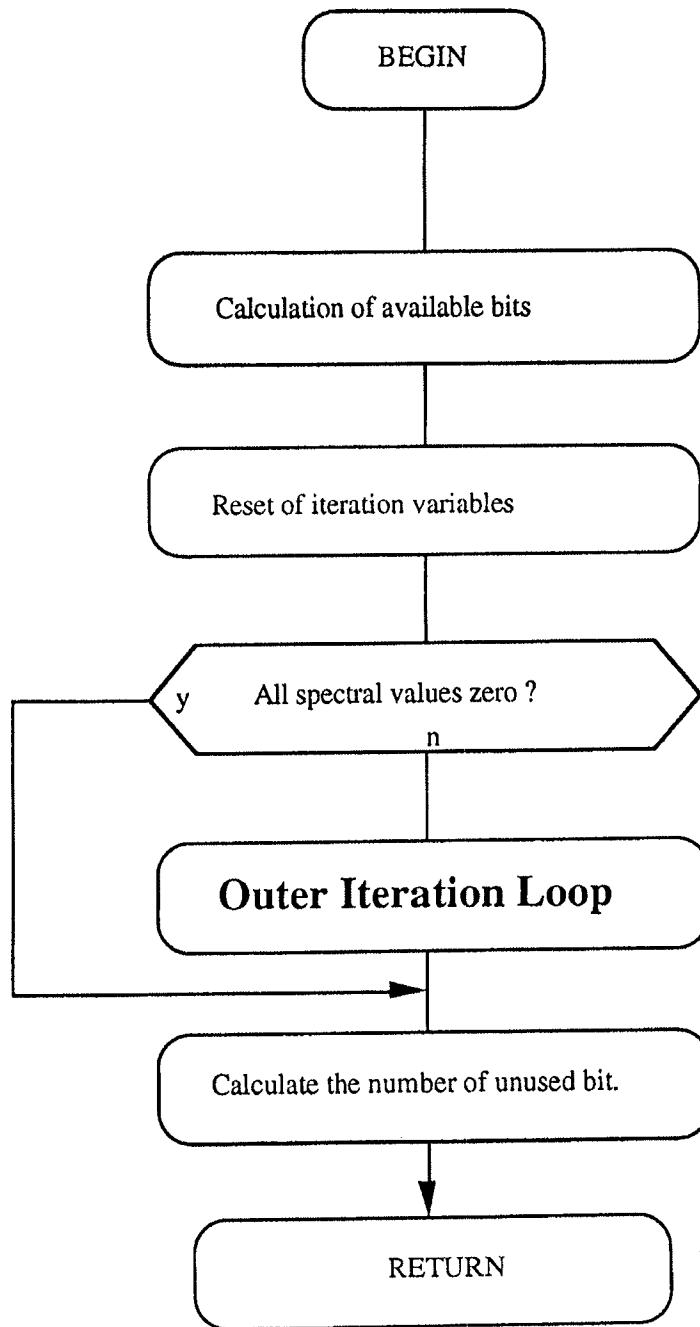 BEGIN
Calculation of available bits
Reset of iteration variables
y All spectral values zero ?
n
Outer Iteration Loop
Calculate the number of unused bit.
RETURN